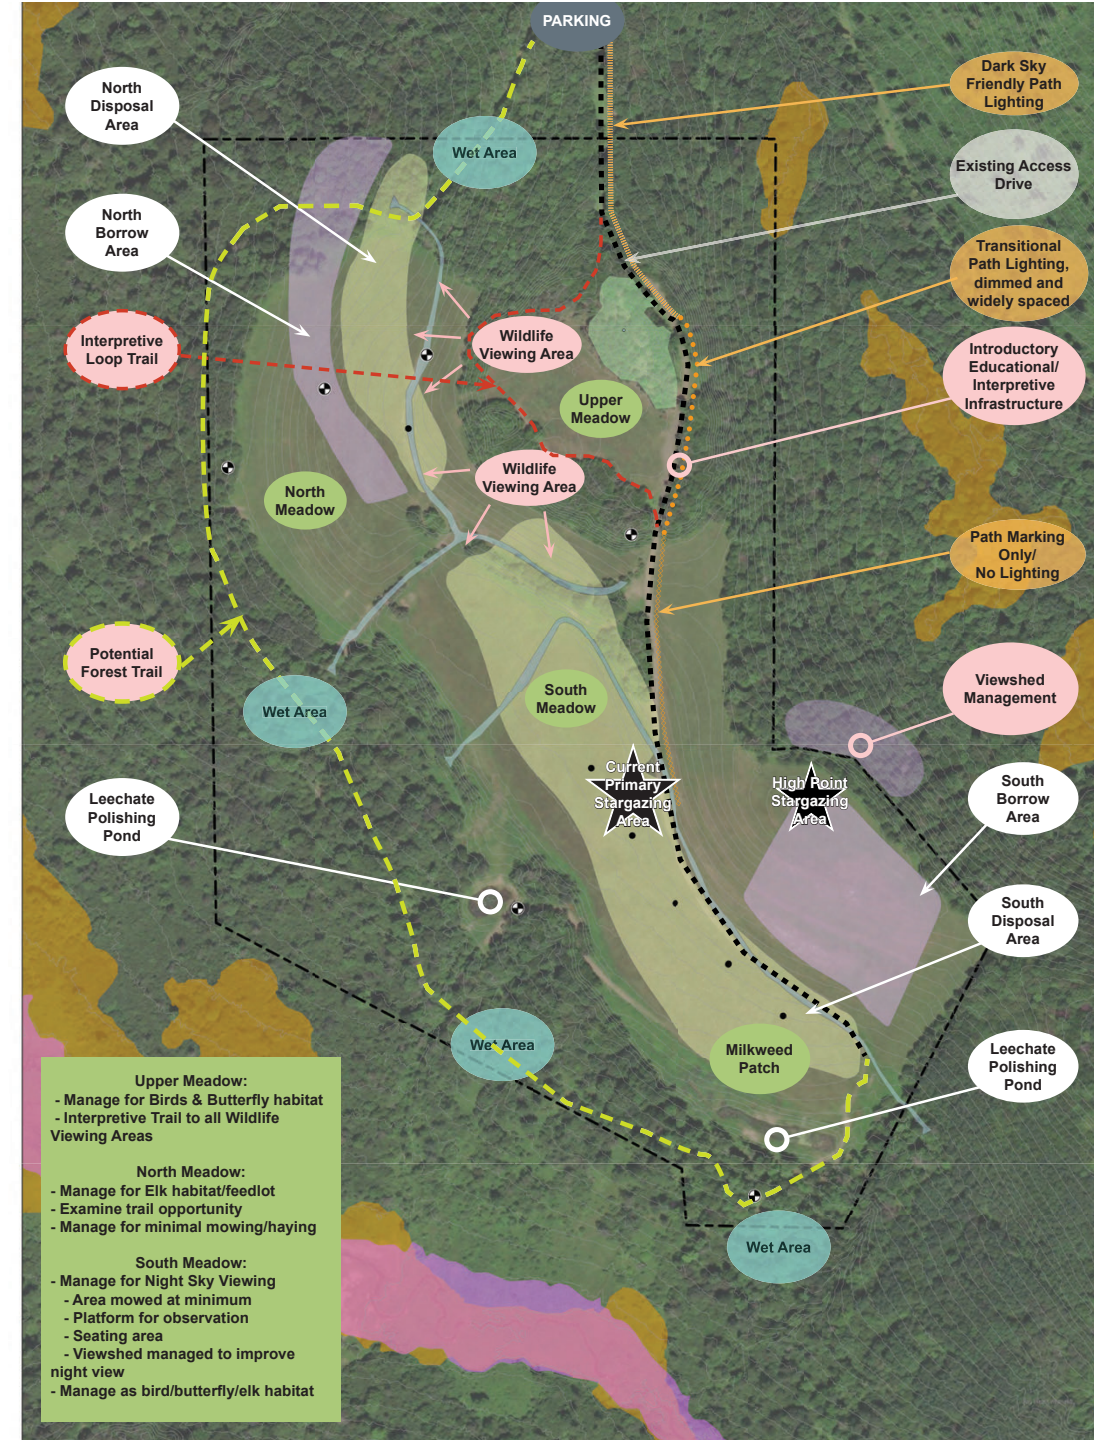 PARKING
North
Disposal
Area
Dark Sky
Friendly Path
Lighting
Wet Area
Existing Access
Drive
North
Borrow
Area
Transitional
Path Lighting,
dimmed and
widely spaced
Interpretive
Loop Trail
Wildlife
Viewing Area
Introductory
Educational/
Interpretive
Infrastructure
Upper
Meadow
Wildlife
Viewing Area
North
Meadow
Path Marking
Only/
No Lighting
Potential
Forest Trail
Viewshed
Management
South
Meadow
Wet Area
Current
Primary
Stargazing
Area
High Point
Stargazing
Area
South
Borrow
Area
Leechate
Polishing
Pond
South
Disposal
Area
Wet Area
Milkweed
Patch
Leechate
Polishing
Pond
Wet Area
Upper Meadow:
- Manage for Birds & Butterfly habitat
- Interpretive Trail to all Wildlife
Viewing Areas
North Meadow:
- Manage for Elk habitat/feedlot
- Examine trail opportunity
- Manage for minimal mowing/haying
South Meadow:
- Manage for Night Sky Viewing
- Area mowed at minimum
- Platform for observation
- Seating area
- Viewshed managed to improve
night view
- Manage as bird/butterfly/elk habitat